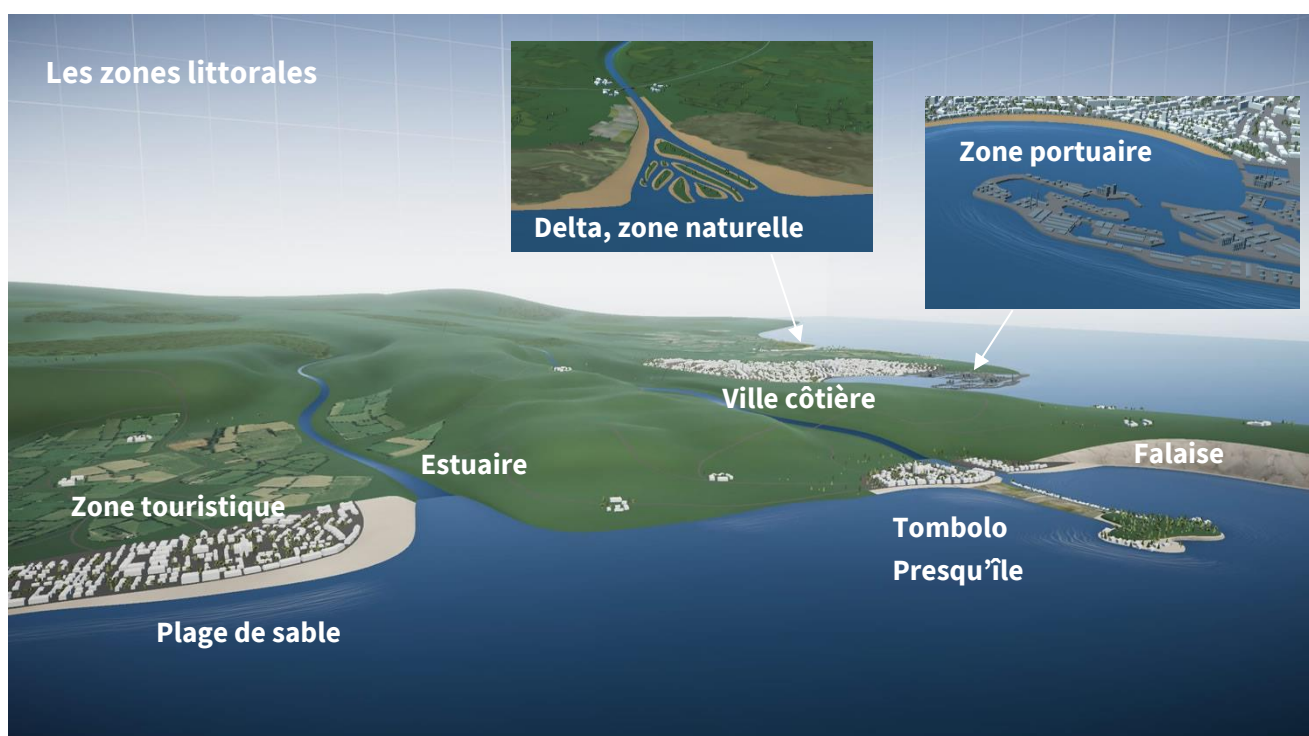 Les zones littorales
Delta, zone naturelle
Zone portuaire
Ville côtière
Estuaire
Falaise
Zone touristique
Tombolo
Presqu’île
Plage de sable